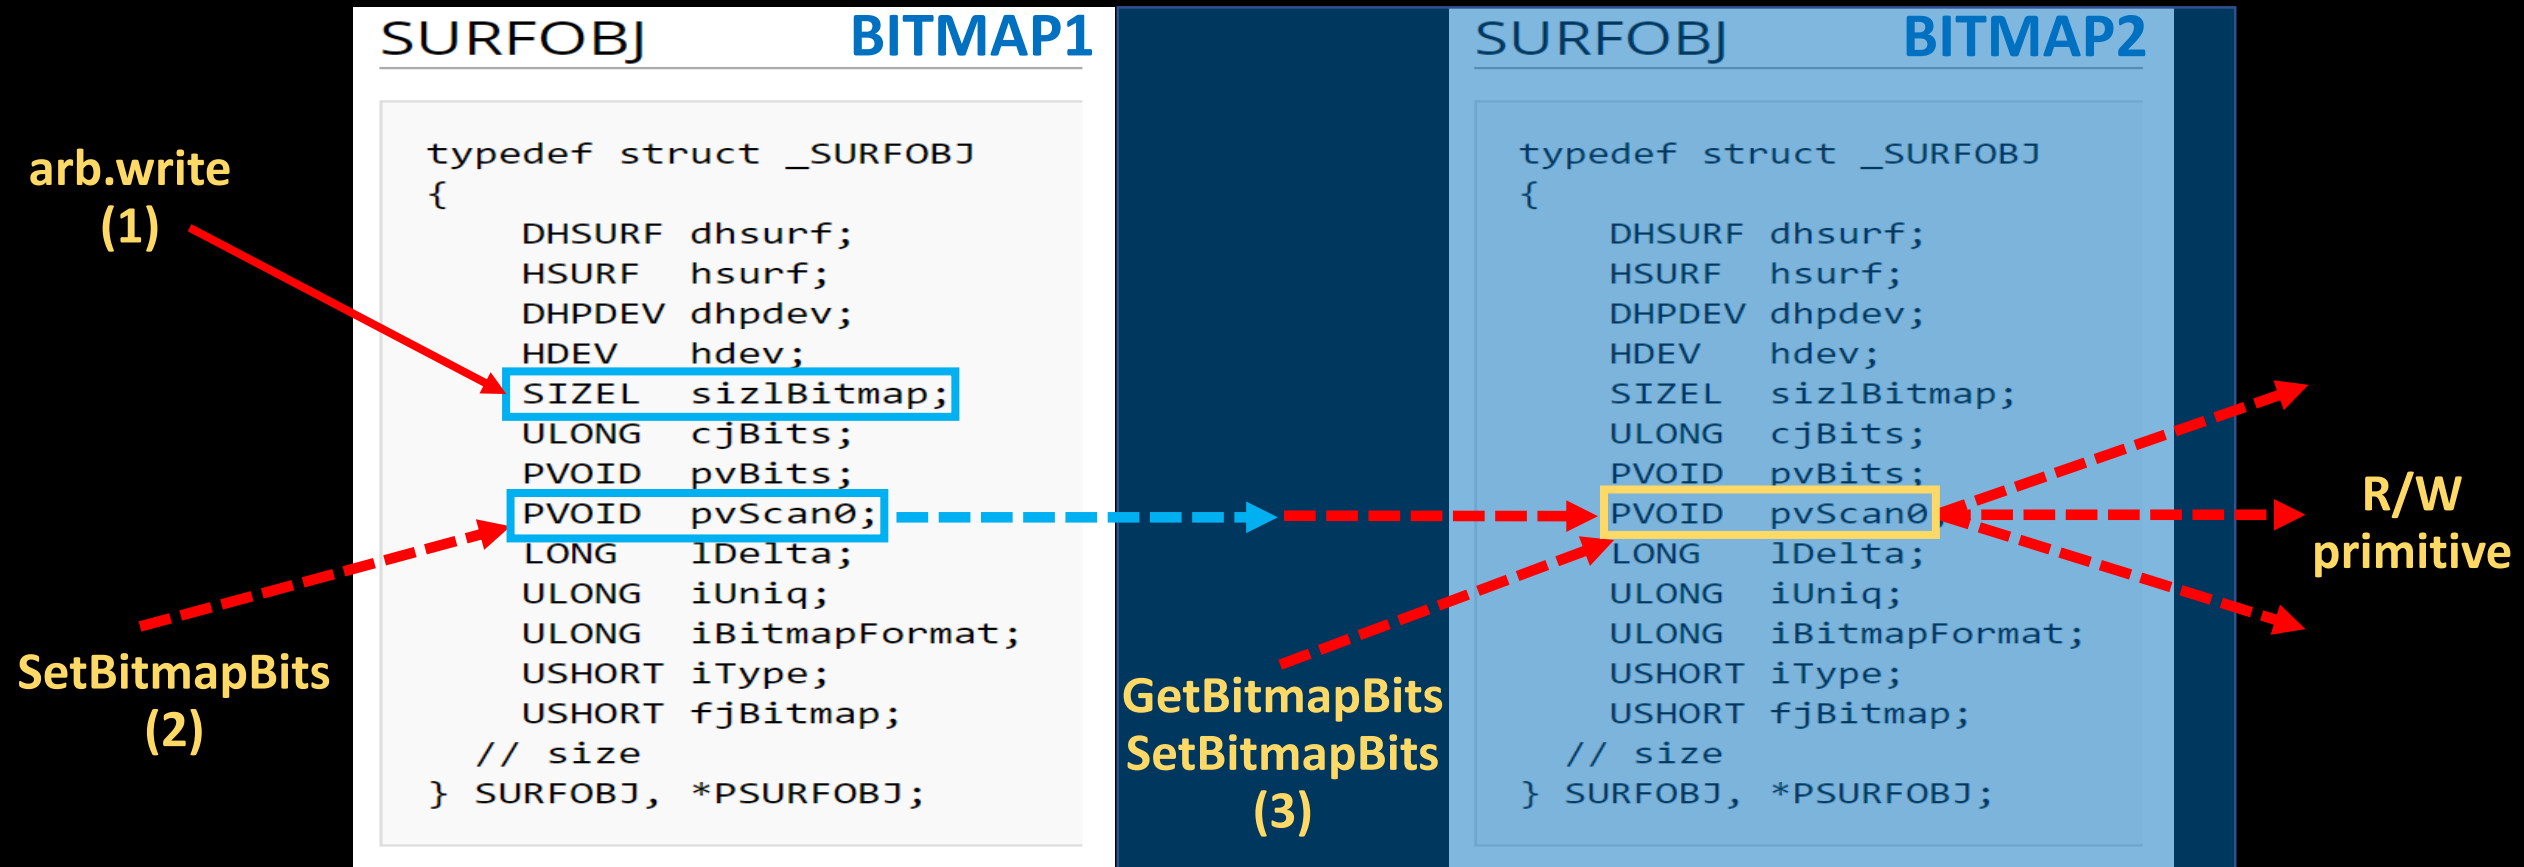 SURFOBJ
BITMAP1
typedef struct _SURFOBJ
{
DHSURF dhsurf;
HSURF hsurf;
DHPDEV dhpdev;
HDEV hdev;
SIZEL sizlBitmap;
ULONG cjBits;
PVOID pvBits;
PVOID pvScan0;
LONG lDelta;
ULONG iUniq;
ULONG iBitmapFormat;
USHORT iType;
USHORT fjBitmap;
// size
} SURFOBJ, *PSURFOBJ;
arb.write
(1)
SetBitmapBits
(2)
SURFOBJ
BITMAP2
typedef struct _SURFOBJ
{
DHSURF dhsurf;
HSURF hsurf;
DHPDEV dhpdev;
HDEV hdev;
SIZEL sizlBitmap;
ULONG cjBits;
PVOID pvBits;
PVOID pvScan0;
LONG lDelta;
ULONG iUniq;
ULONG iBitmapFormat;
USHORT iType;
USHORT fjBitmap;
// size
} SURFOBJ, *PSURFOBJ;
GetBitmapBits
SetBitmapBits
(3)
R/W
primitive